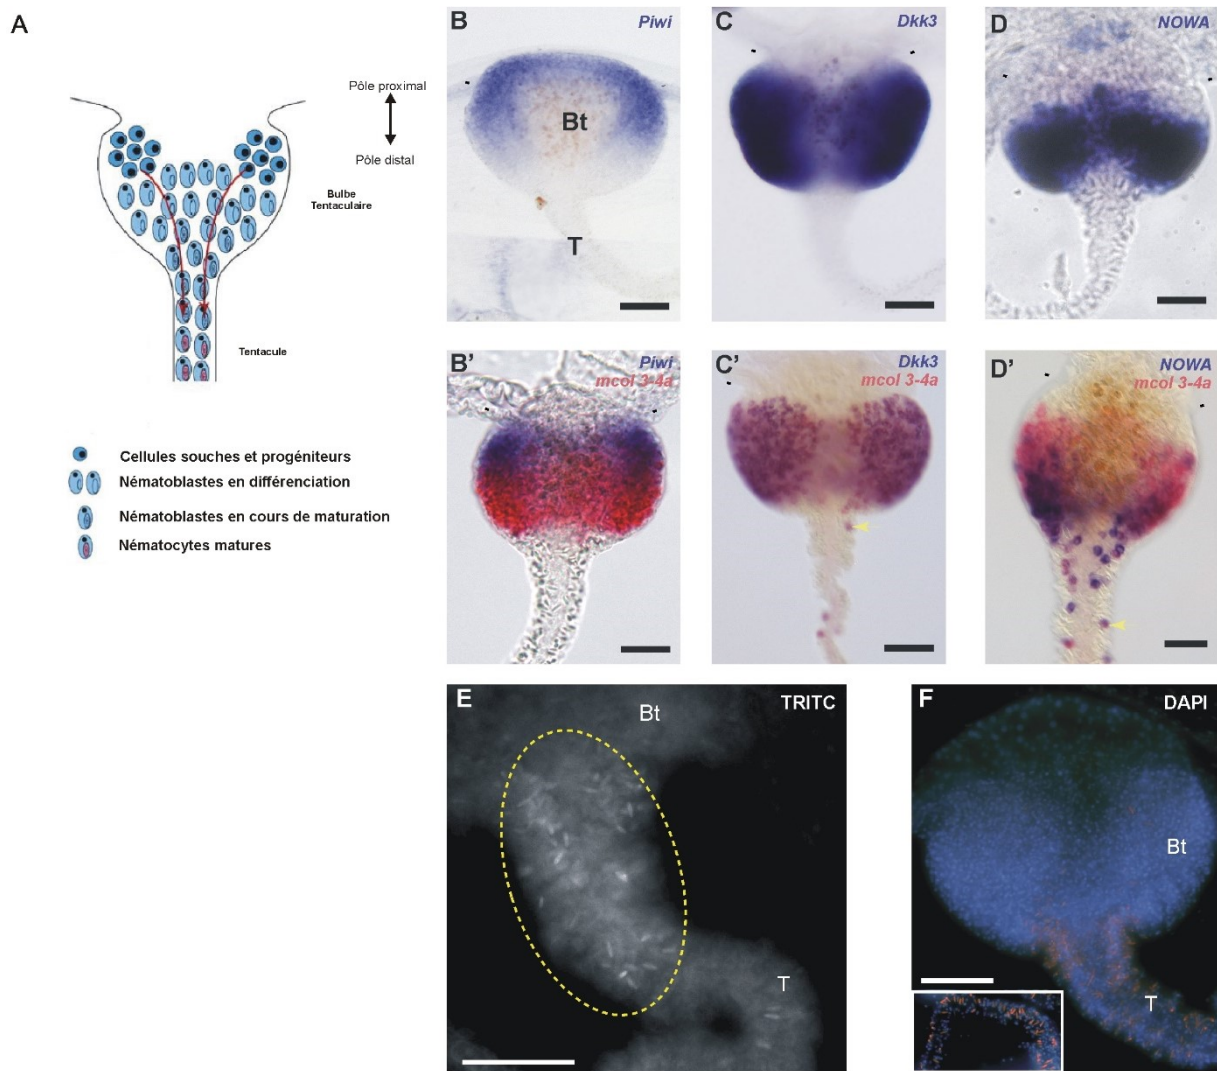 A
Pôle proximal
Pôle distal
Bulbe
Tentaculaire
Tentacule
Cellules souches et progéniteurs
Nématoblastes en différenciation
Nématoblastes en cours de maturation
Nématocytes matures
B
Piwi
Bt
T
C
Dkk3
D
NOWA
B'
Piwi
mcol 3-4a
C'
Dkk3
mcol 3-4a
D'
NOWA
mcol 3-4a
E
Bt
TRITC
T
F
DAPI
Bt
T